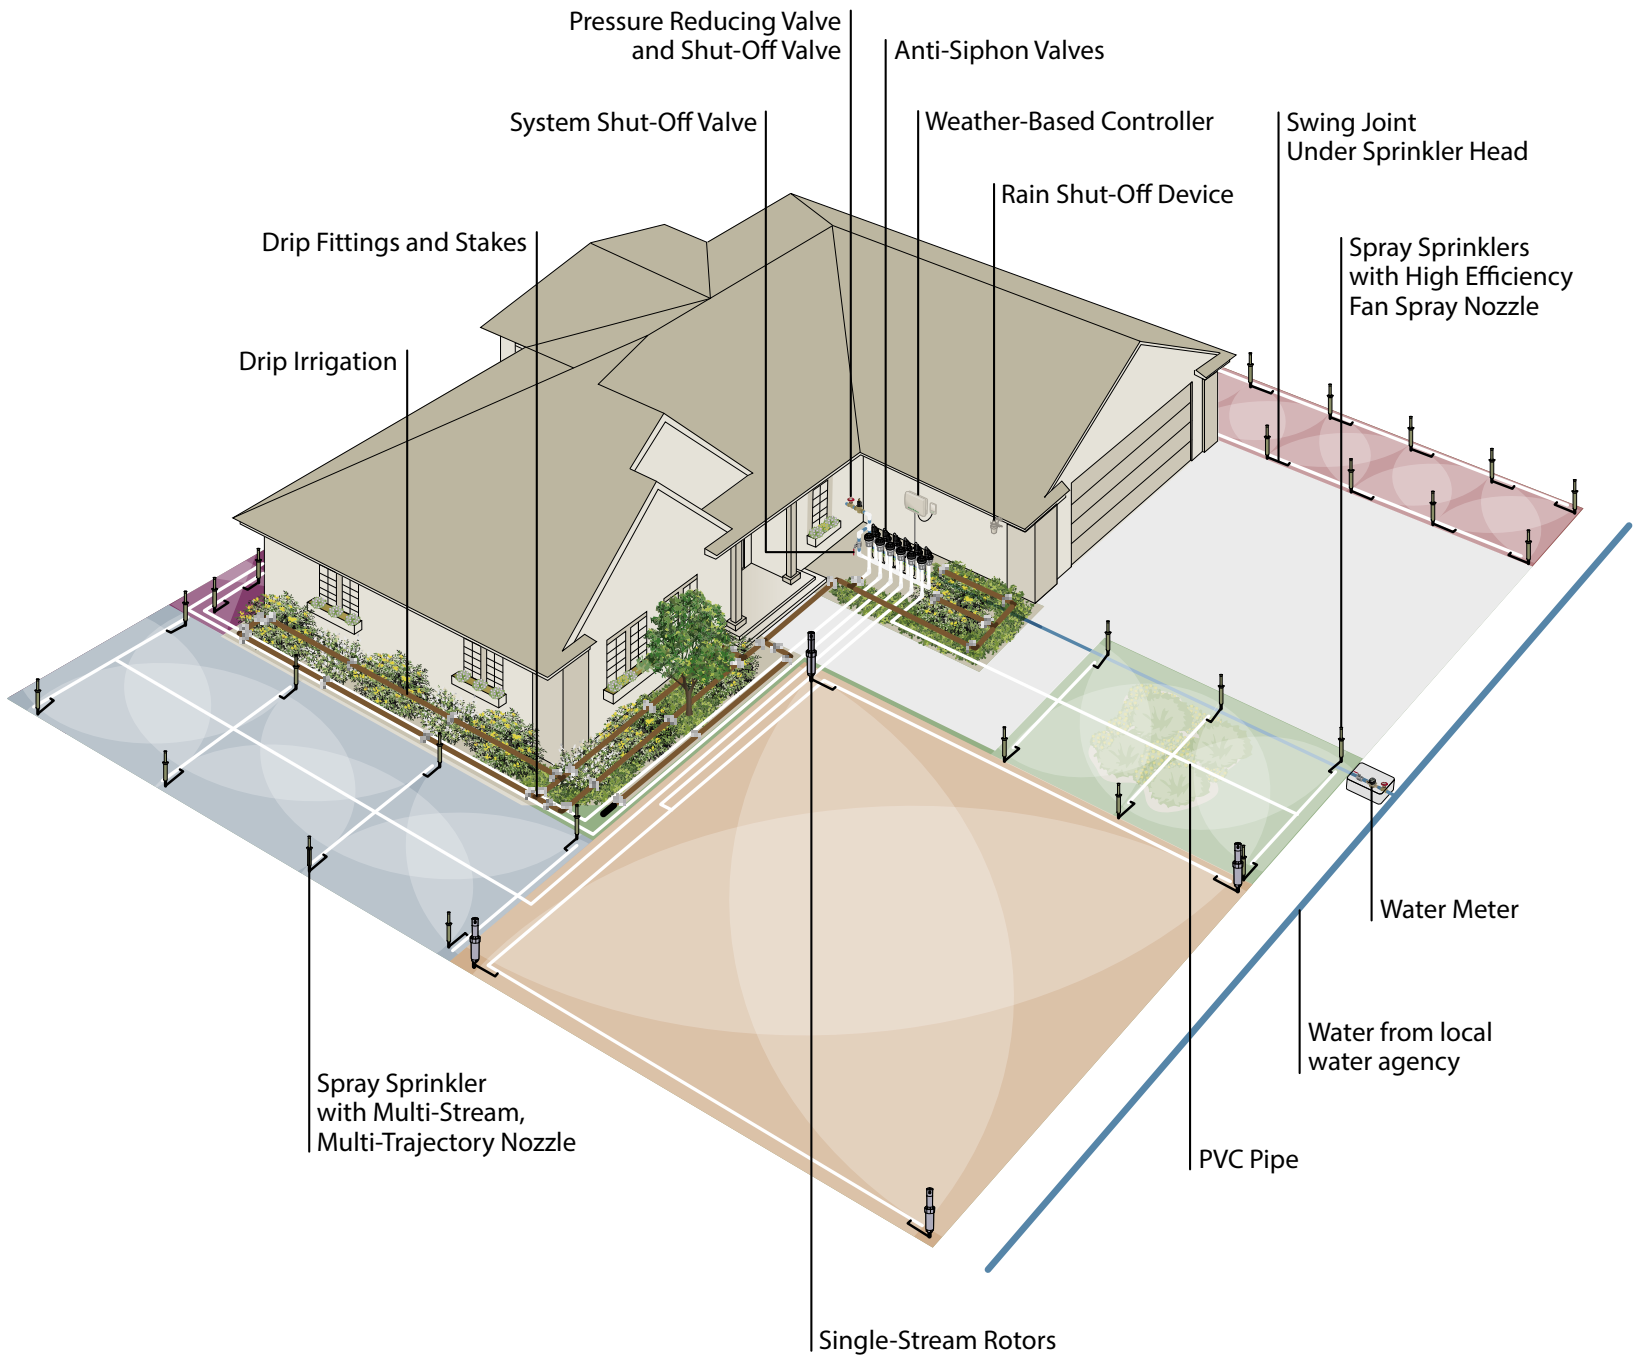 Pressure Reducing Valve
and Shut-Off Valve
Anti-Siphon Valves
System Shut-Off Valve
Weather-Based Controller
Swing Joint
Under Sprinkler Head
Rain Shut-Off Device
Drip Fittings and Stakes
Spray Sprinklers
with High Efficiency
Fan Spray Nozzle
Drip Irrigation
Water Meter
Water from local
water agency
Spray Sprinkler
with Multi-Stream,
Multi-Trajectory Nozzle
PVC Pipe
Single-Stream Rotors